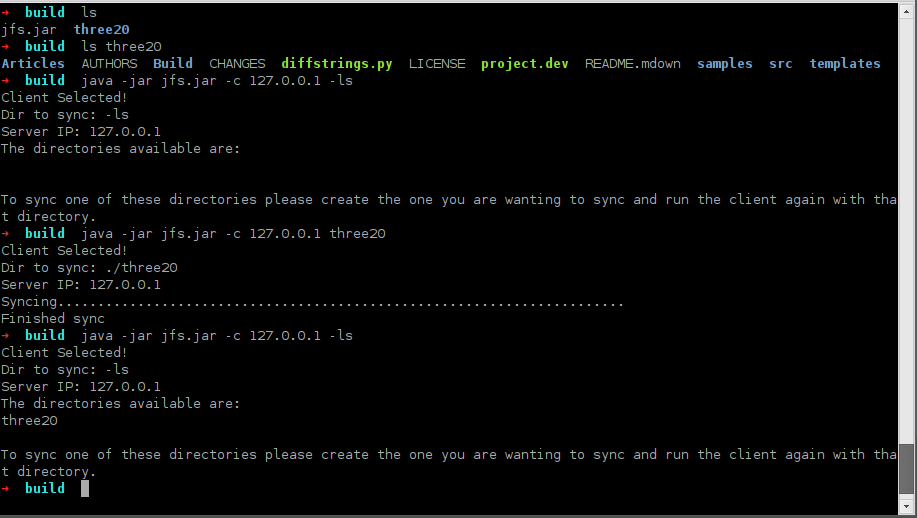 ➜  build  ls
jfs.jar  three20
➜  build  ls three20
Articles  AUTHORS  Build  CHANGES  diffstrings.py  LICENSE  project.dev  README.mdown  samples  src  templates
➜  build  java -jar jfs.jar -c 127.0.0.1 -ls
Client Selected!
Dir to sync: -ls
Server IP: 127.0.0.1
The directories available are:
To sync one of these directories please create the one you are wanting to sync and run the client again with tha
t directory.
➜  build  java -jar jfs.jar -c 127.0.0.1 three20
Client Selected!
Dir to sync: ./three20
Server IP: 127.0.0.1
Syncing.......................................................................
Finished sync
➜  build  java -jar jfs.jar -c 127.0.0.1 -ls
Client Selected!
Dir to sync: -ls
Server IP: 127.0.0.1
The directories available are:
three20
To sync one of these directories please create the one you are wanting to sync and run the client again with tha
t directory.
➜  build